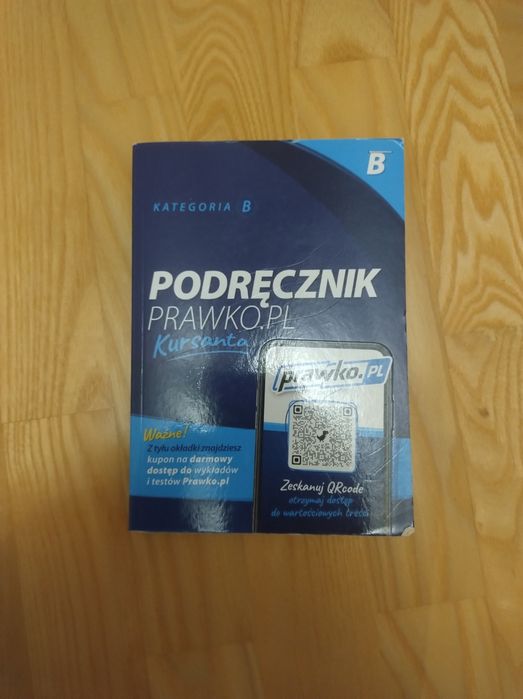 B
KATEGORIA B
PODRĘCZNIK
PRAWKO.PL
Kursanta
prawko.PL
Ważne!
Z tyłu okładki znajdziesz
kupon na darmowy
dostęp do wykładów
i testów Prawko.pl
Zeskanuj QRcode
otrzymaj dostęp
do wartościowych treści